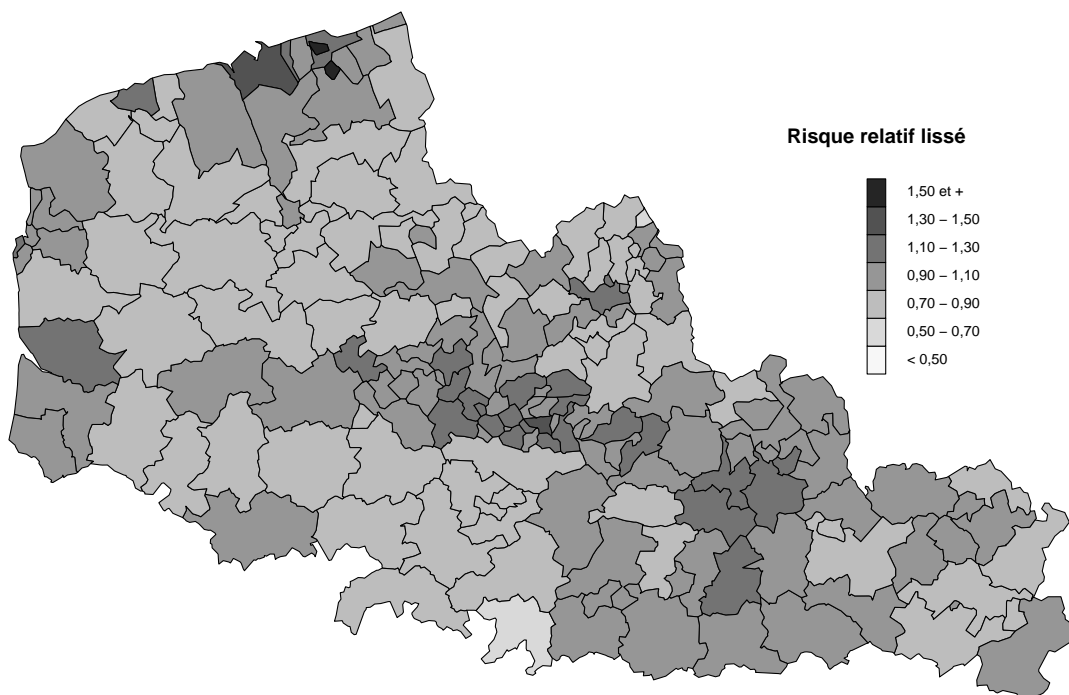 Risque relatif lissé
1,50 et +
1,30 – 1,50
1,10 – 1,30
0,90 – 1,10
0,70 – 0,90
0,50 – 0,70
< 0,50